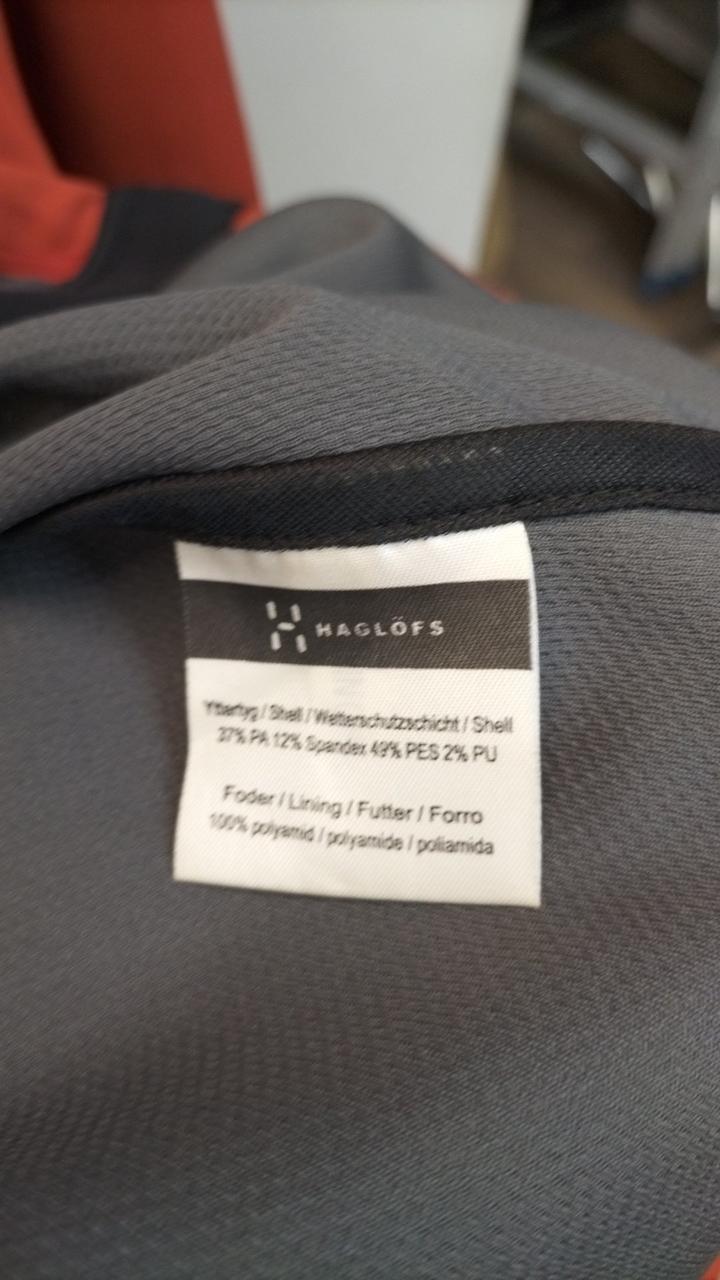 HAGLÖFS
Yttertyg / Shell / Wetterschutzschicht / Shell
37% PA 12% Spandex 49% PES 2% PU
Foder / Lining / Futter / Forro
100% polyamid / polyamide / poliamida